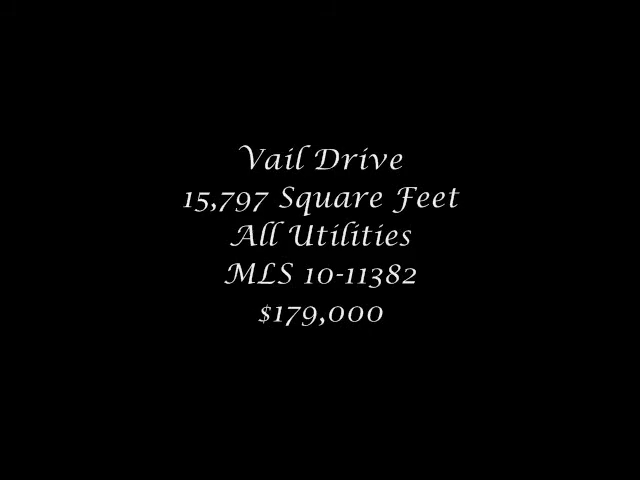 Vail Drive
15,797 Square Feet
All Utilities
MLS 10-11382
$179,000